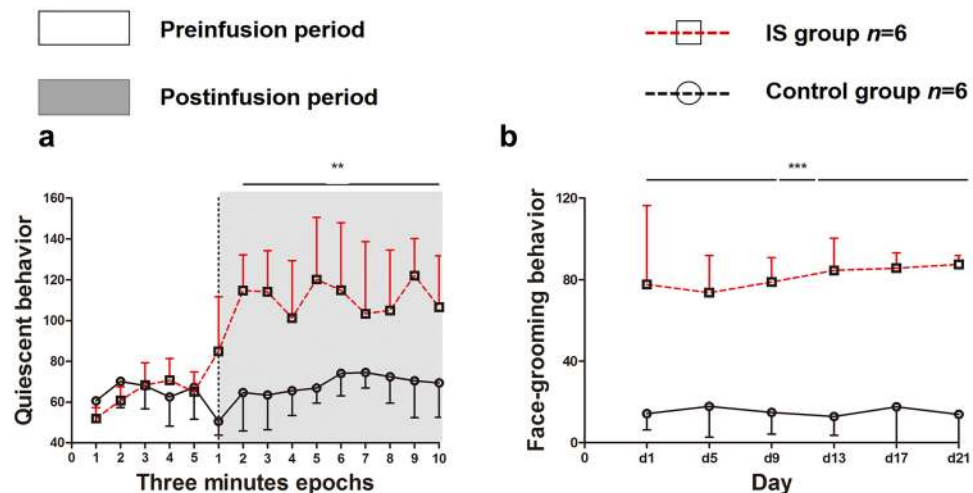 Preinfusion period
Postinfusion period
IS group n=6
Control group n=6
a
**
Quiescent behavior
160
140
120
100
80
60
40
0 1 2 3 4 5 1 2 3 4 5 6 7 8 9 10
Three minutes epochs
b
***
Face-grooming behavior
120
80
40
0
0 d1 d5 d9 d13 d17 d21
Day